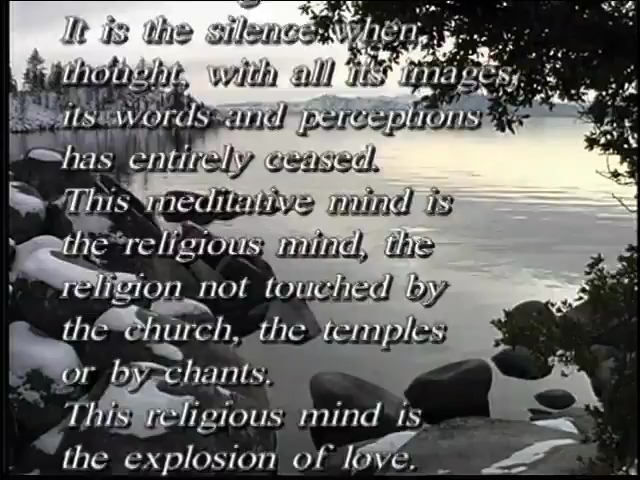 It is the silence when
thought, with all its images,
its words and perceptions
has entirely ceased.
This meditative mind is
the religious mind, the
religion not touched by
the church, the temples
or by chants.
This religious mind is
the explosion of love.